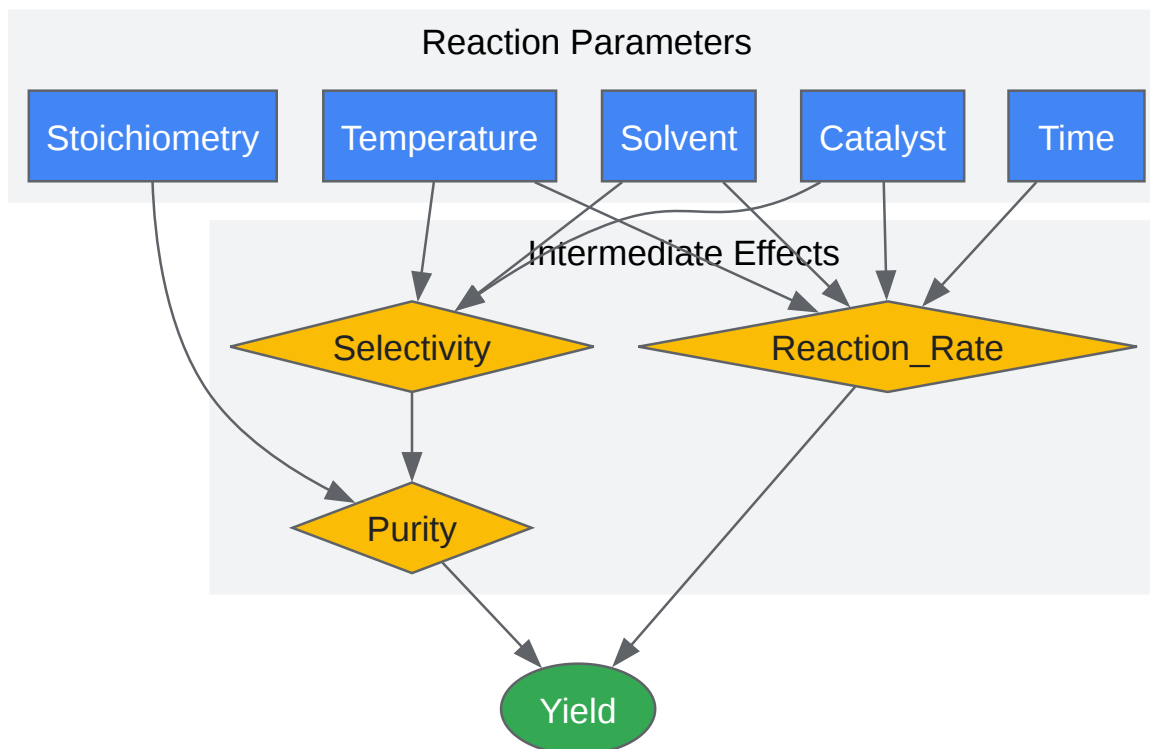 Reaction Parameters
Stoichiometry
Temperature
Solvent
Catalyst
Time
Intermediate Effects
Selectivity
Reaction_Rate
Purity
Yield